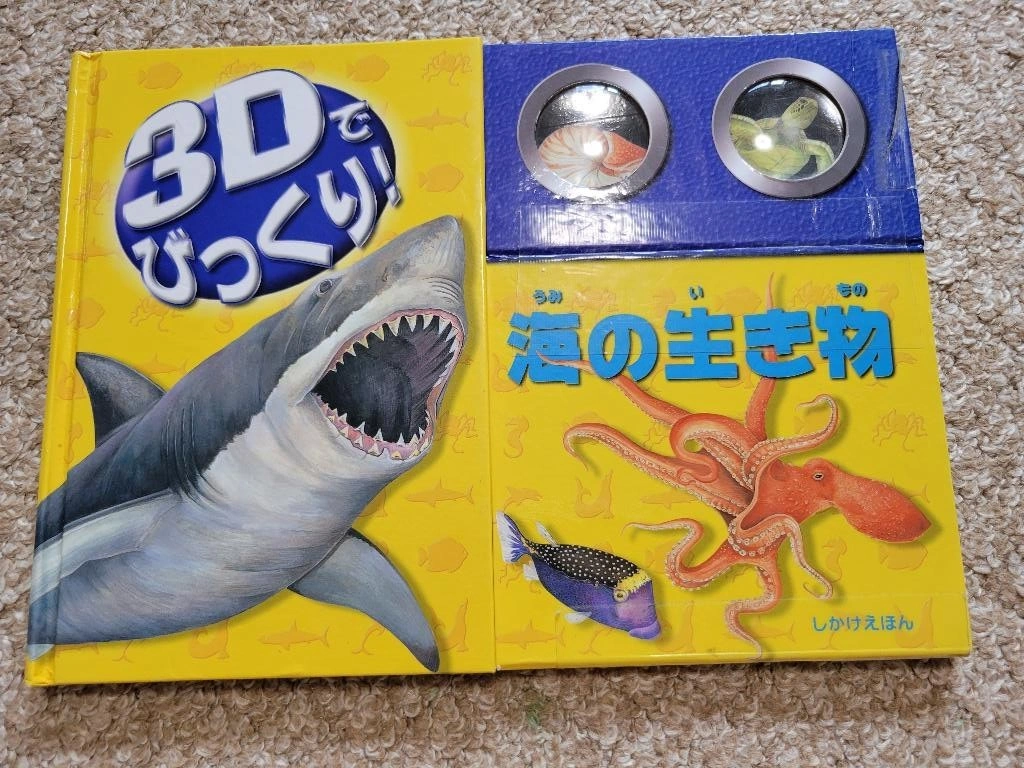 3Dで
びっくり!
うみ い もの
海の生き物
しかけえほん